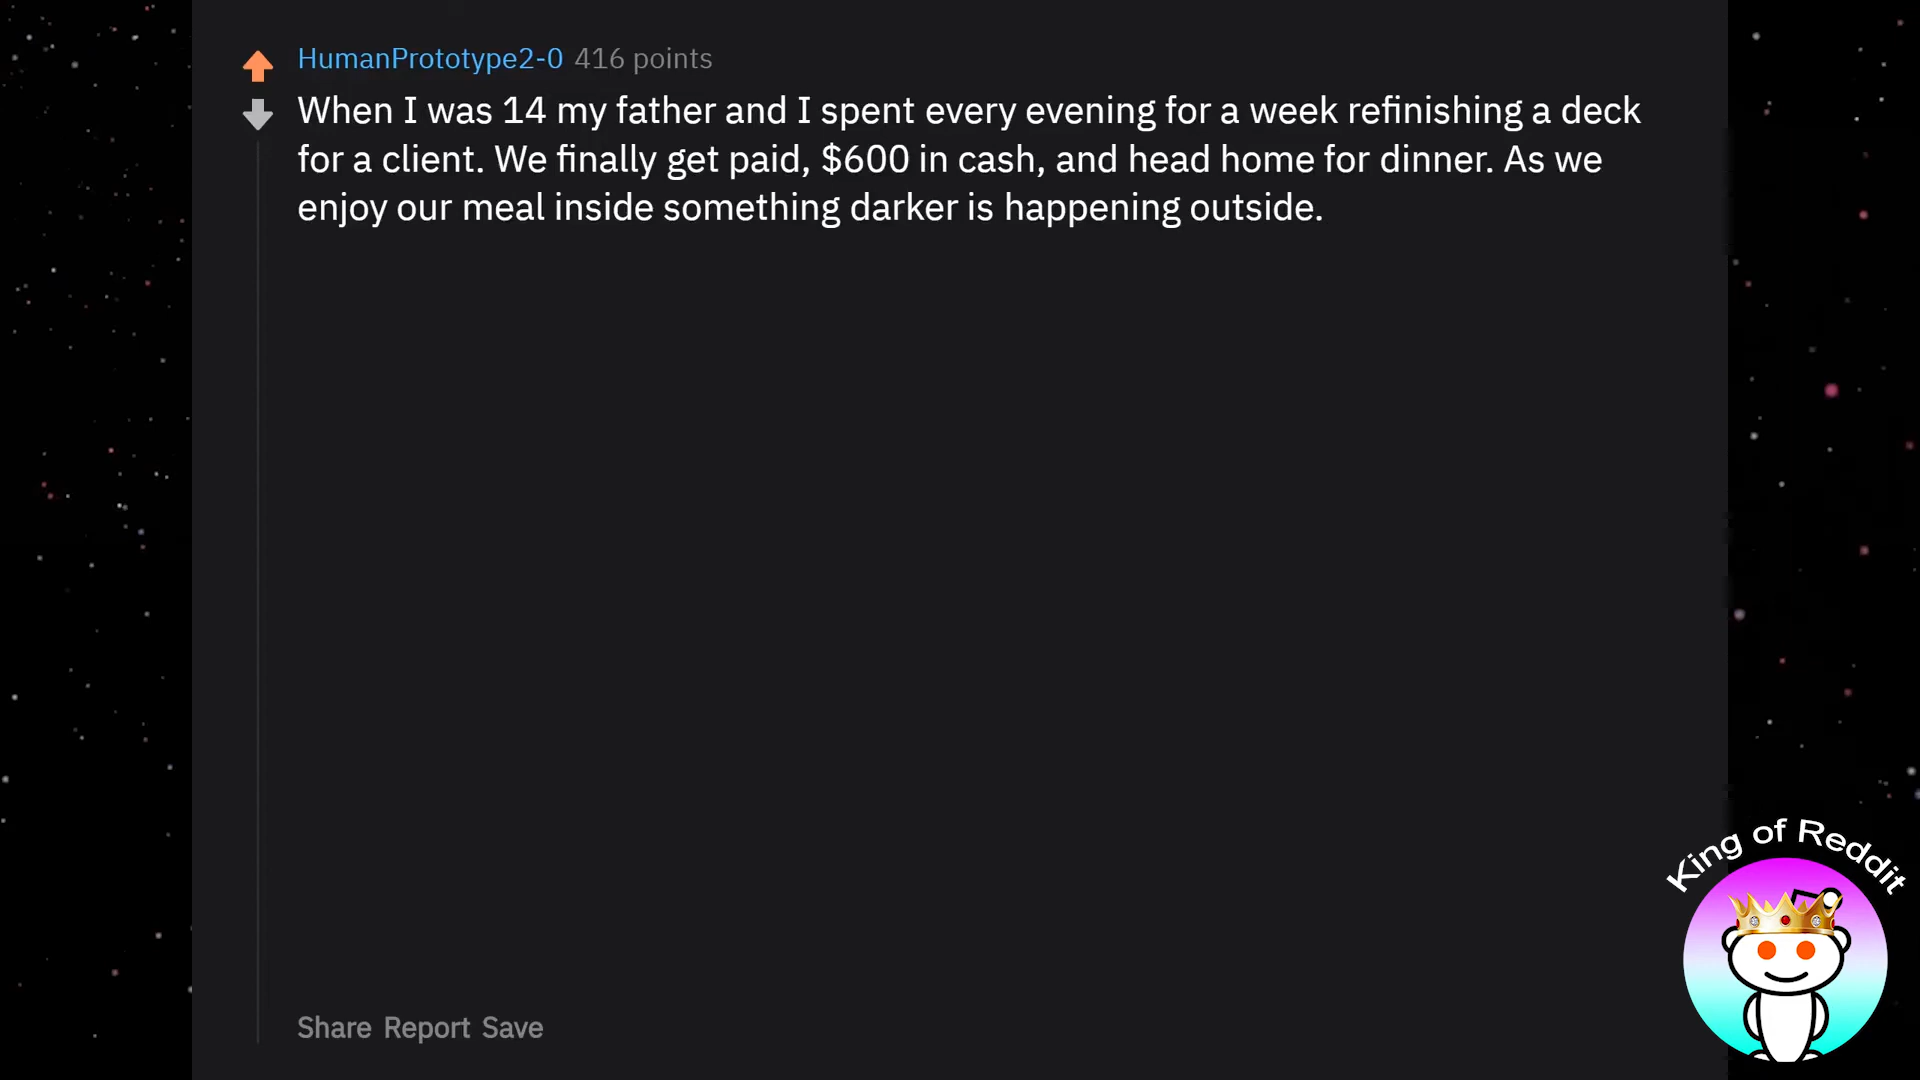 HumanPrototype2-0 416 points
When I was 14 my father and I spent every evening for a week refinishing a deck
for a client. We finally get paid, $600 in cash, and head home for dinner. As we
enjoy our meal inside something darker is happening outside.
King of Reddit
Share Report Save